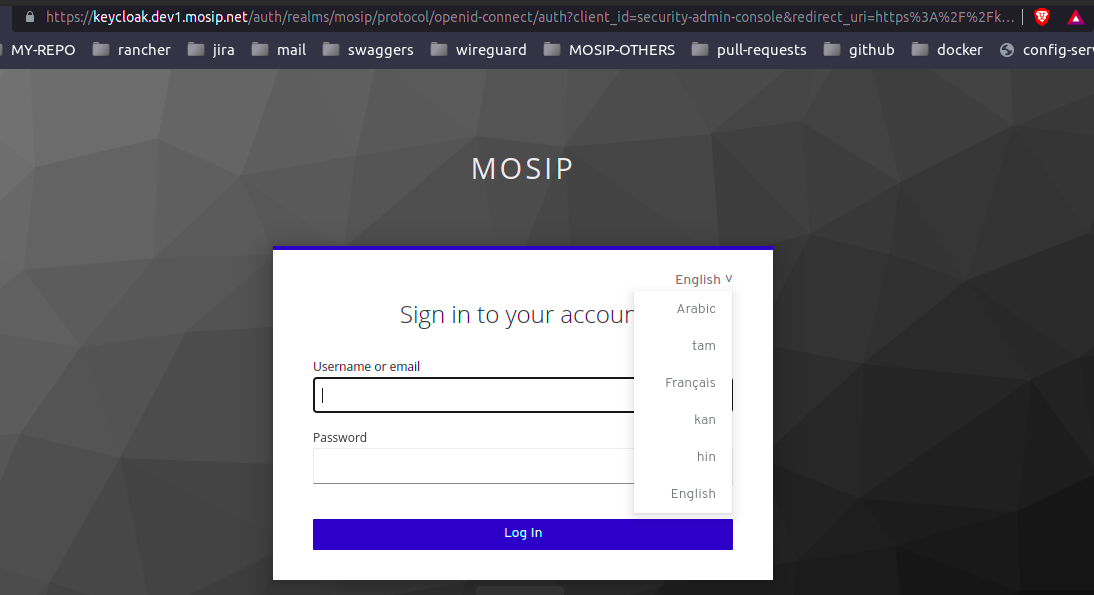 https://keycloak.dev1.mosip.net/auth/realms/mosip/protocol/openid-connect/auth?client_id=security-admin-console&redirect_uri=https%3A%2F%2Fk...
MY-REPO rancher jira mail swaggers wireguard MOSIP-OTHERS pull-requests github docker config-serv
MOSIP
English
Sign in to your accoun
Arabic
tam
Username or email
Français
kan
Password
hin
English
Log In